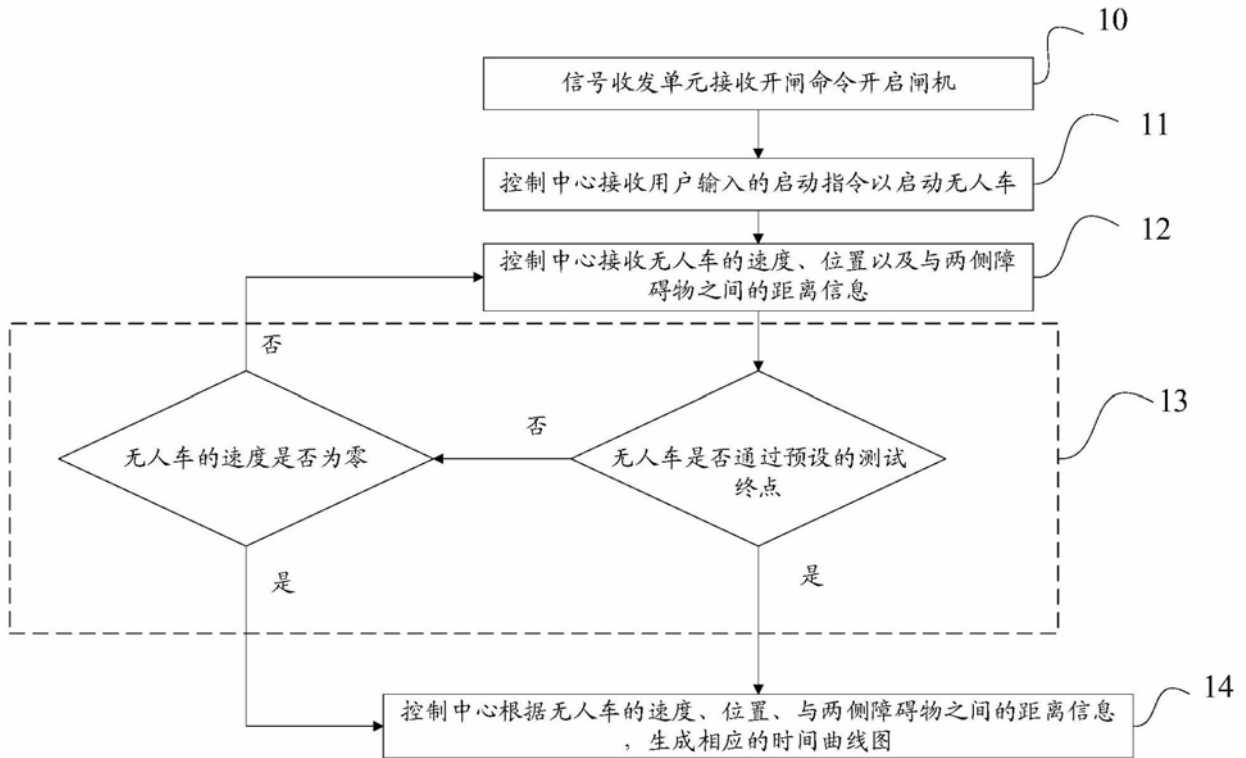 10
信号收发单元接收开闸命令开启闸机
11
控制中心接收用户输入的启动指令以启动无人车
12
控制中心接收无人车的速度、位置以及与两侧障
碍物之间的距离信息
否
13
否
无人车的速度是否为零
无人车是否通过预设的测试
终点
是
是
14
控制中心根据无人车的速度、位置、与两侧障碍物之间的距离信息
，生成相应的时间曲线图